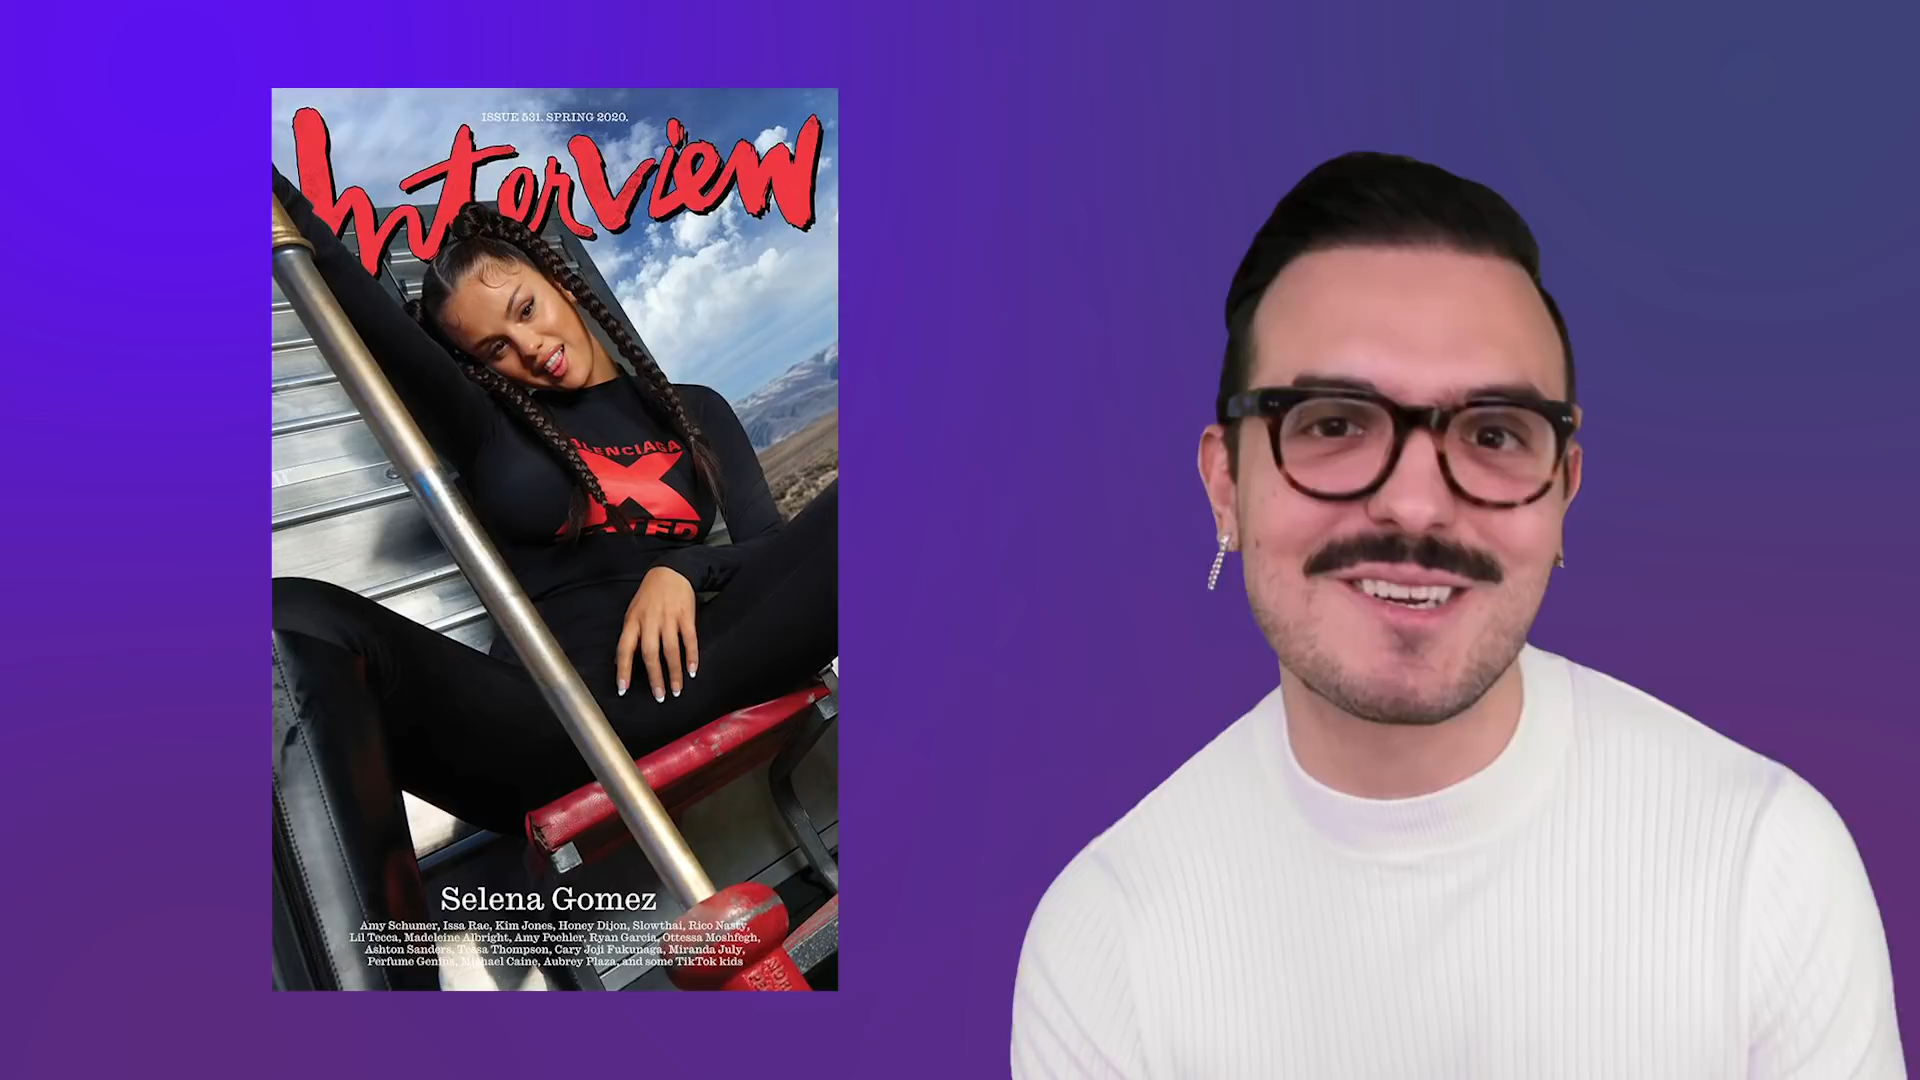 ISSUE 531. SPRING 2020.
Interview
Selena Gomez
Amy Schumer, Issa Rae, Kim Jones, Honey Dijon, Slowthai, Rico Nasty,
Lil Tecca, Madeleine Albright, Amy Poehler, Ryan Garcia, Ottessa Moshfegh,
Ashton Sanders, Tessa Thompson, Cary Joji Fukunaga, Miranda July,
Perfume Genius, Michael Caine, Aubrey Plaza, and some TikTok kids